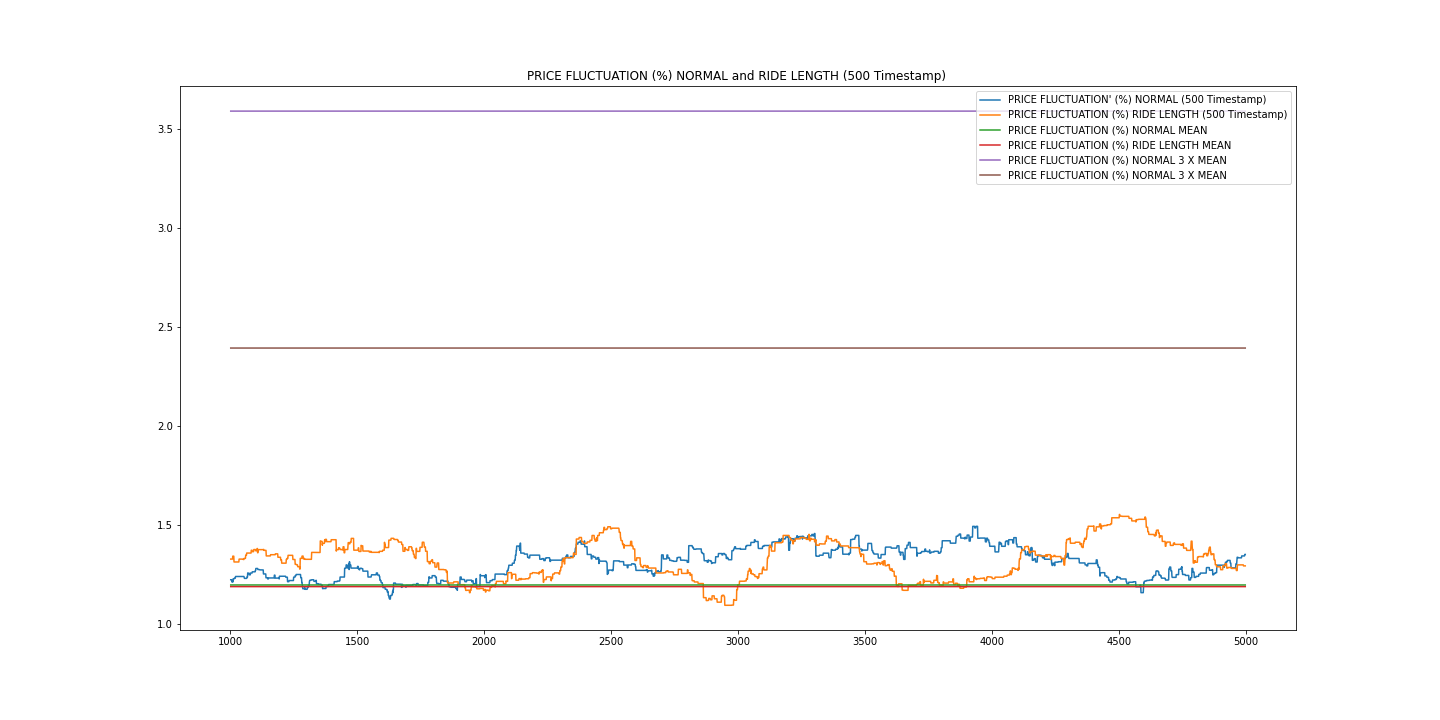 PRICE FLUCTUATION (%) NORMAL and RIDE LENGTH (500 Timestamp)
PRICE FLUCTUATION' (%) NORMAL (500 Timestamp)
PRICE FLUCTUATION (%) RIDE LENGTH (500 Timestamp)
PRICE FLUCTUATION (%) NORMAL MEAN
PRICE FLUCTUATION (%) RIDE LENGTH MEAN
PRICE FLUCTUATION (%) NORMAL 3 X MEAN
PRICE FLUCTUATION (%) NORMAL 3 X MEAN
3.5
3.0
2.5
2.0
1.5
1.0
1000 1500 2000 2500 3000 3500 4000 4500 5000